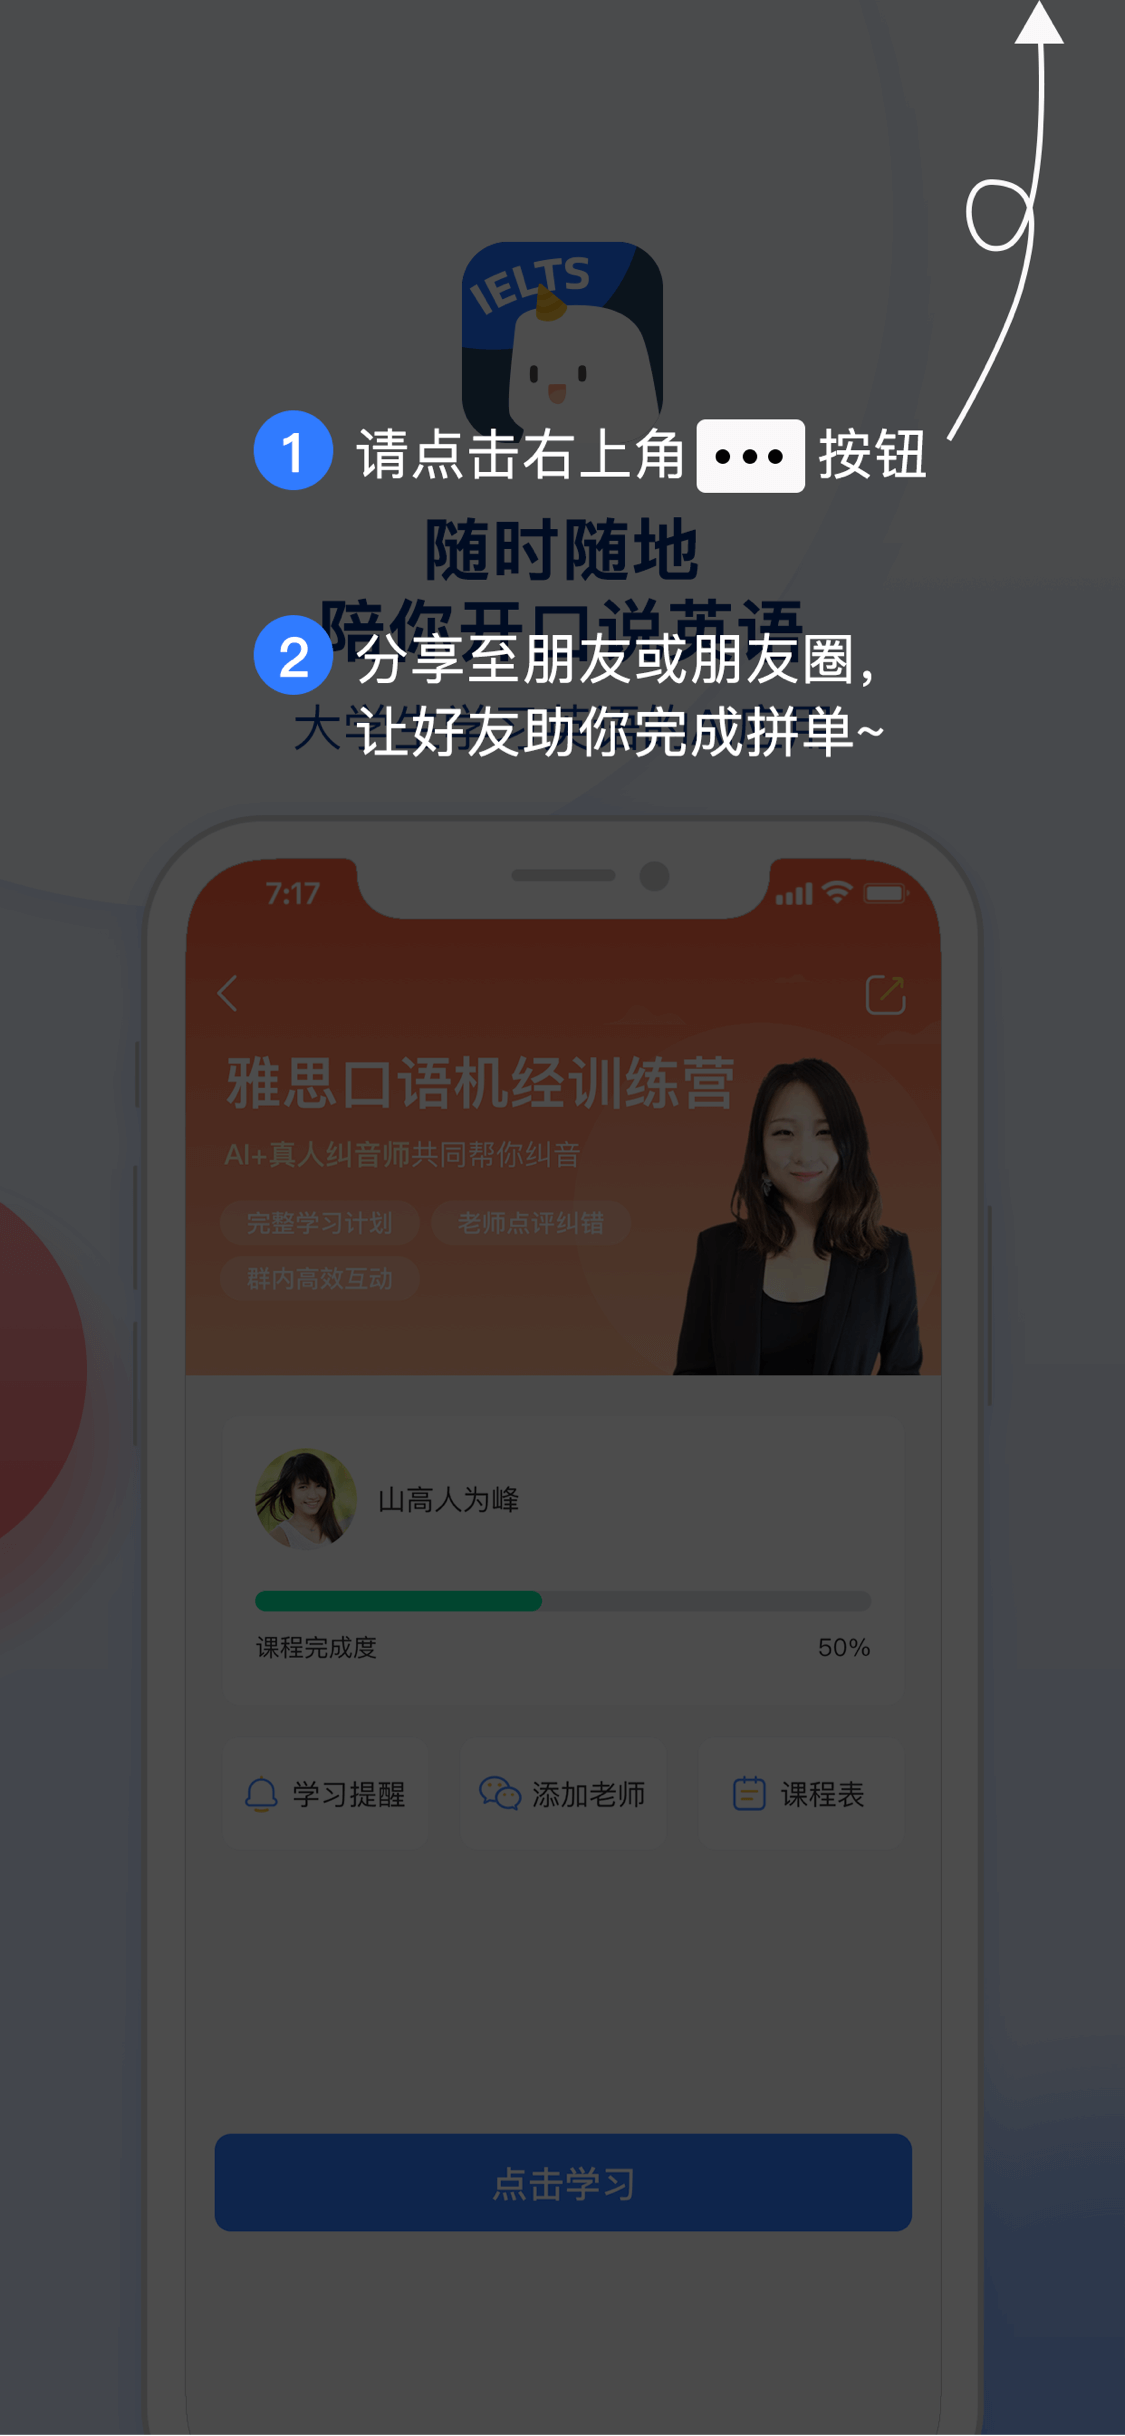 IELTS
1 请点击右上角 ••• 按钮
随时随地
陪你开口说英语
2 分享至朋友或朋友圈，
让好友助你完成拼单~
7:17
雅思口语机经训练营
AI+真人纠音师共同帮你纠音
完整学习计划 老师点评纠错
群内高效互动
山高人为峰
课程完成度 50%
学习提醒 添加老师 课程表
点击学习